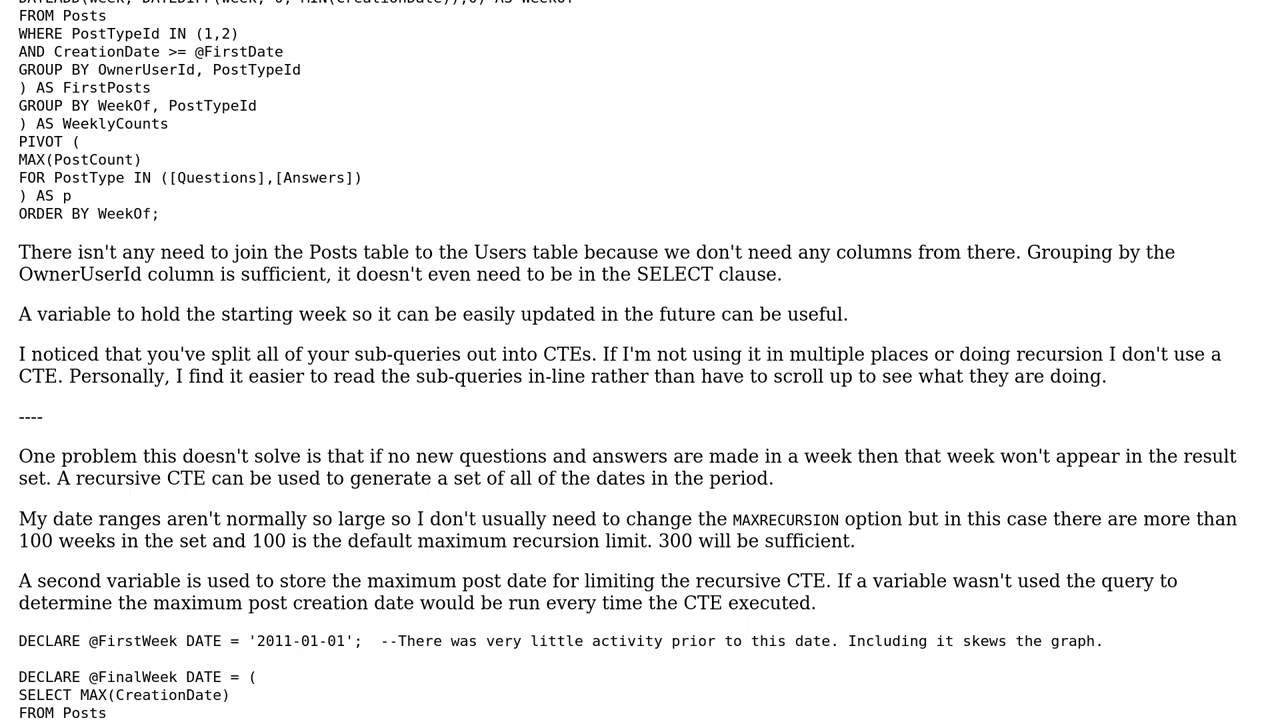 DATEADD(week, DATEDIFF(week, 0, MIN(CreationDate)),0) AS WeekOf
FROM Posts
WHERE PostTypeId IN (1,2)
AND CreationDate >= @FirstDate
GROUP BY OwnerUserId, PostTypeId
) AS FirstPosts
GROUP BY WeekOf, PostTypeId
) AS WeeklyCounts
PIVOT (
MAX(PostCount)
FOR PostType IN ([Questions],[Answers])
) AS p
ORDER BY WeekOf;
There isn't any need to join the Posts table to the Users table because we don't need any columns from there. Grouping by the
OwnerUserId column is sufficient, it doesn't even need to be in the SELECT clause.
A variable to hold the starting week so it can be easily updated in the future can be useful.
I noticed that you've split all of your sub-queries out into CTEs. If I'm not using it in multiple places or doing recursion I don't use a
CTE. Personally, I find it easier to read the sub-queries in-line rather than have to scroll up to see what they are doing.
----
One problem this doesn't solve is that if no new questions and answers are made in a week then that week won't appear in the result
set. A recursive CTE can be used to generate a set of all of the dates in the period.
My date ranges aren't normally so large so I don't usually need to change the MAXRECURSION option but in this case there are more than
100 weeks in the set and 100 is the default maximum recursion limit. 300 will be sufficient.
A second variable is used to store the maximum post date for limiting the recursive CTE. If a variable wasn't used the query to
determine the maximum post creation date would be run every time the CTE executed.
DECLARE @FirstWeek DATE = '2011-01-01';  --There was very little activity prior to this date. Including it skews the graph.
DECLARE @FinalWeek DATE = (
SELECT MAX(CreationDate)
FROM Posts